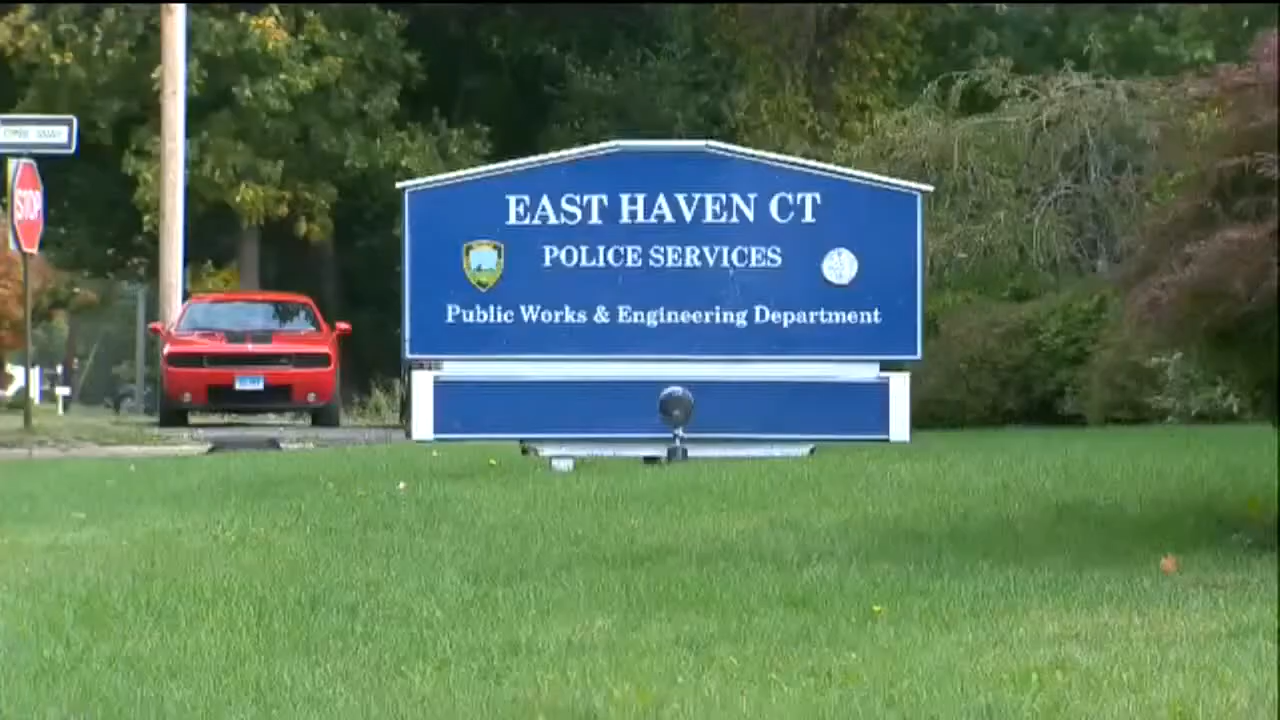 STOP
EAST HAVEN CT
POLICE SERVICES
Public Works & Engineering Department